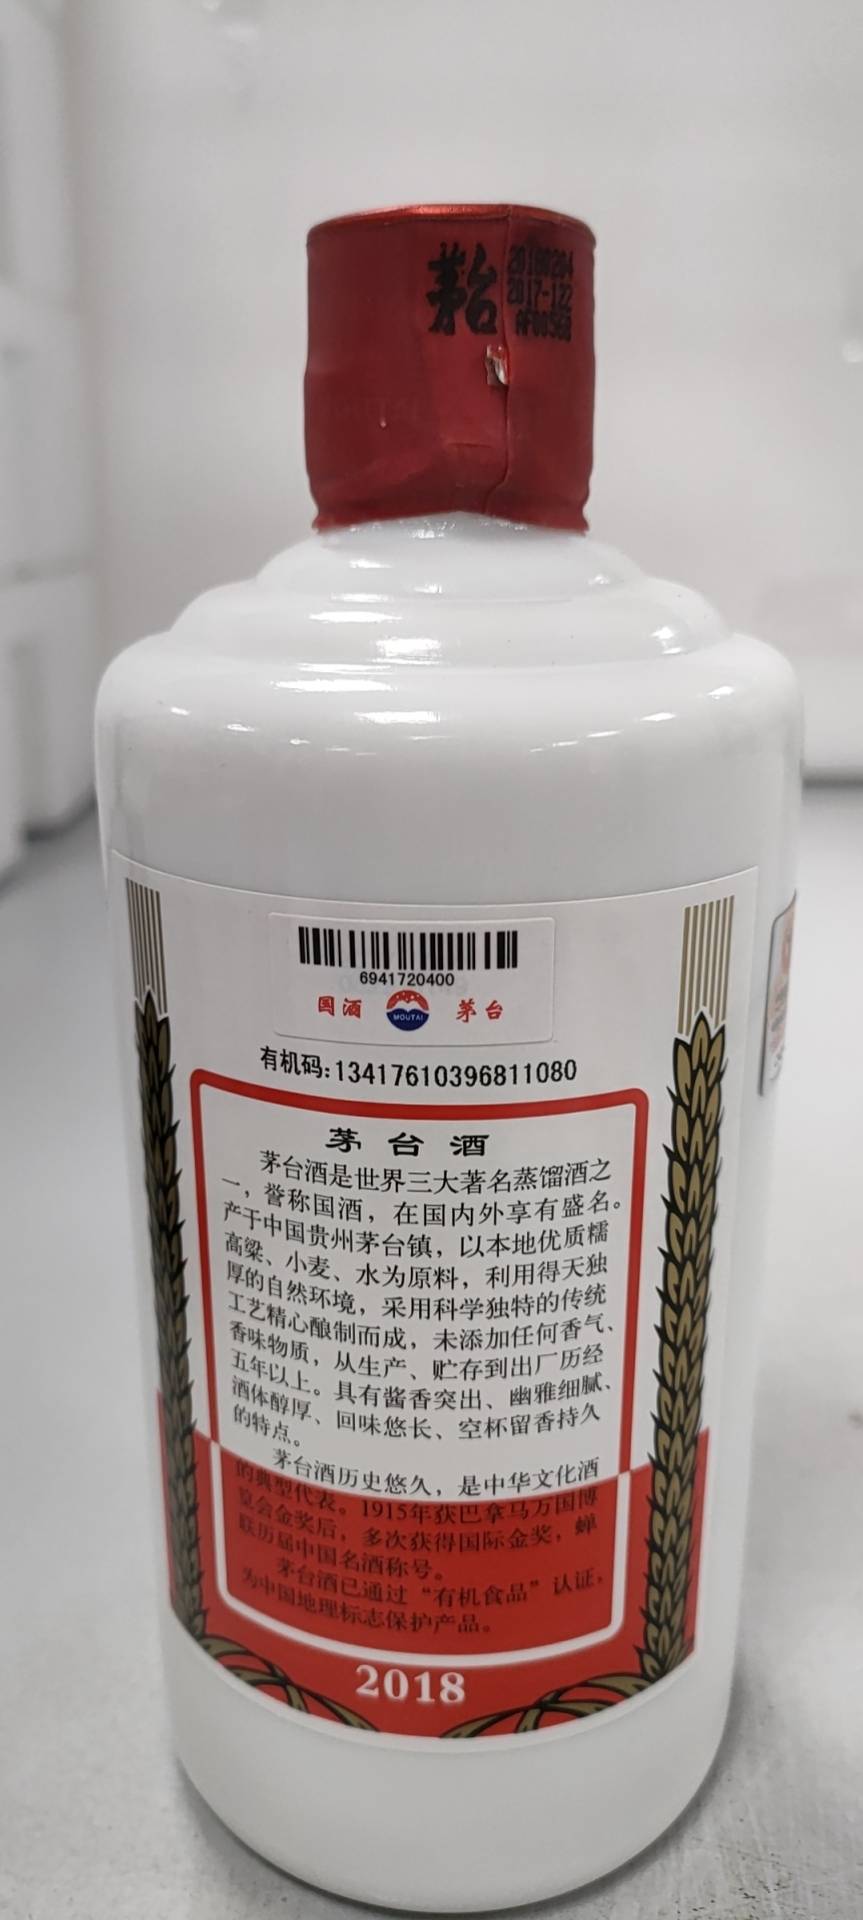 茅台
20180204
2017-122
6941720400
国酒
MOUTAI
茅台
有机码:13417610396811080
茅台酒
茅台酒是世界三大著名蒸馏酒之
一，誉称国酒，在国内外享有盛名。
产于中国贵州茅台镇，以本地优质糯
高粱、小麦、水为原料，利用得天独
厚的自然环境，采用科学独特的传统
工艺精心酿制而成，未添加任何香气、
香味物质，从生产、贮存到出厂历经
五年以上。具有酱香突出、幽雅细腻、
酒体醇厚、回味悠长、空杯留香持久
的特点。
茅台酒历史悠久，是中华文化酒
的典型代表。1915年获巴拿马万国博
览会金奖后，多次获得国际金奖，蝉
联历届中国名酒称号。
茅台酒已通过“有机食品”认证，
为中国地理标志保护产品。
2018